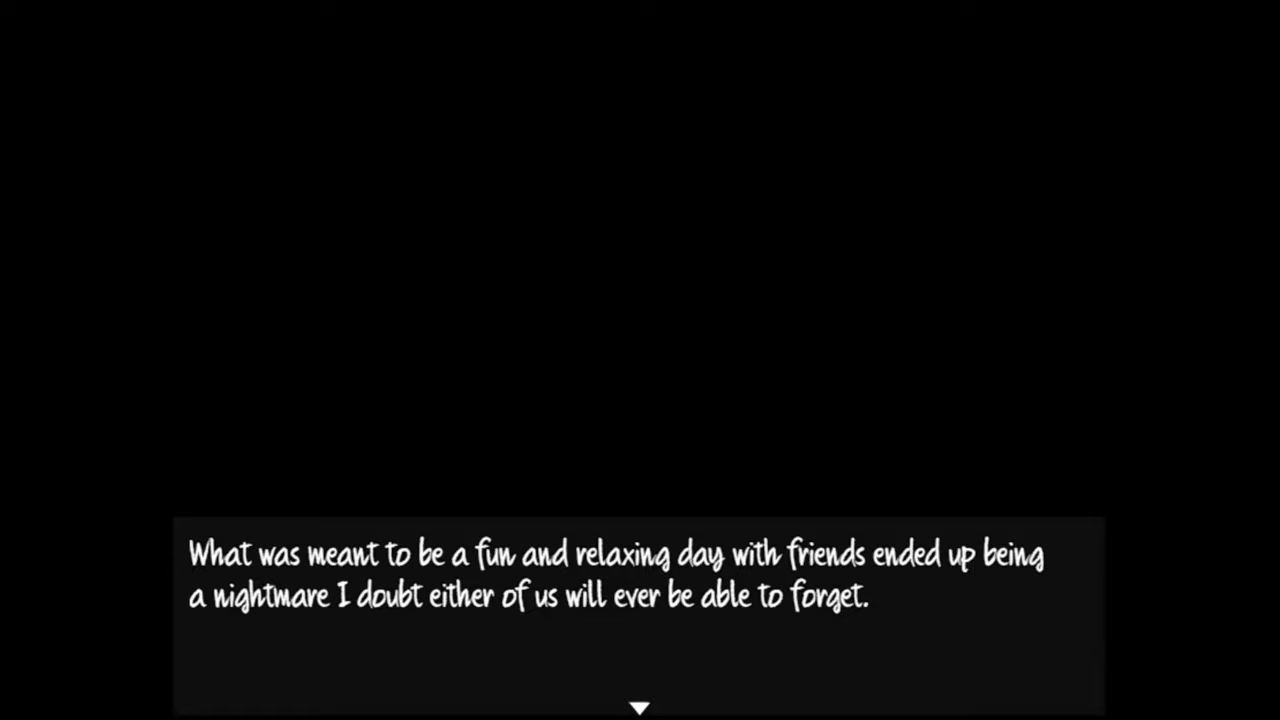 What was meant to be a fun and relaxing day with friends ended up being
a nightmare I doubt either of us will ever be able to forget.